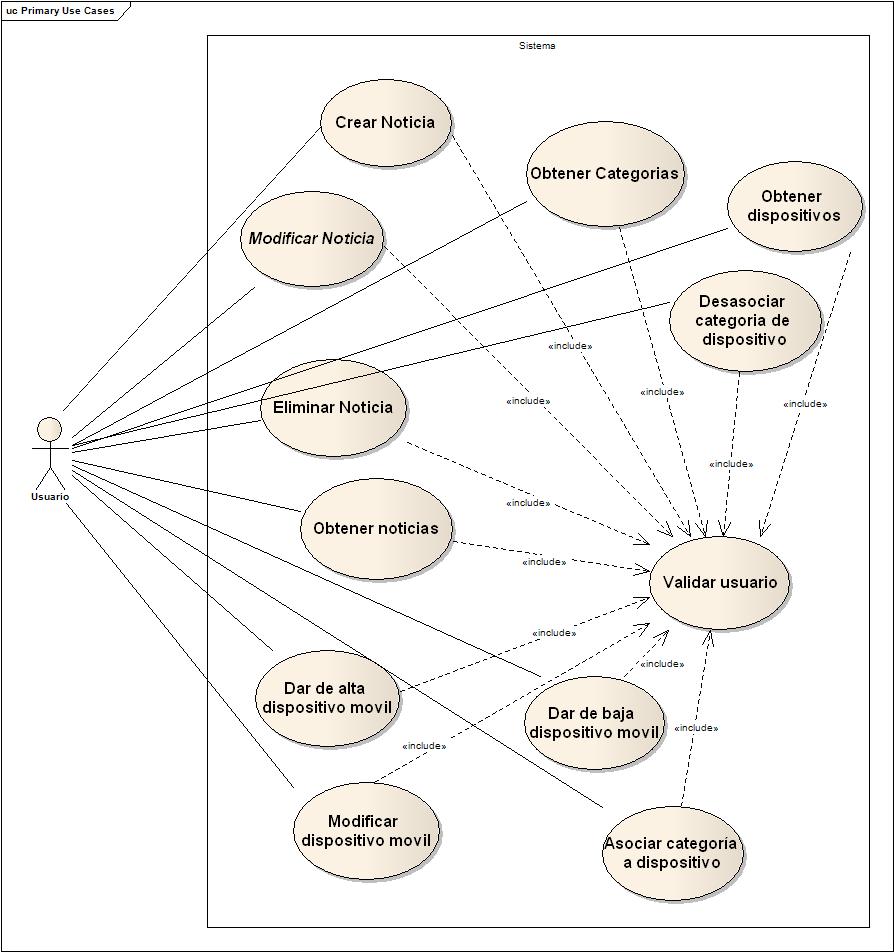 uc Primary Use Cases
Sistema
Crear Noticia
Obtener Categorias
Obtener
dispositivos
Modificar Noticia
Desasociar
categoria de
dispositivo
«include»
«include»
«include»
«include»
Eliminar Noticia
Usuario
«include»
«include»
Obtener noticias
«include»
Validar usuario
«include»
«include»
Dar de alta
dispositivo movil
Dar de baja
dispositivo movil
«include»
«include»
Modificar
dispositivo movil
Asociar categoría
a dispositivo